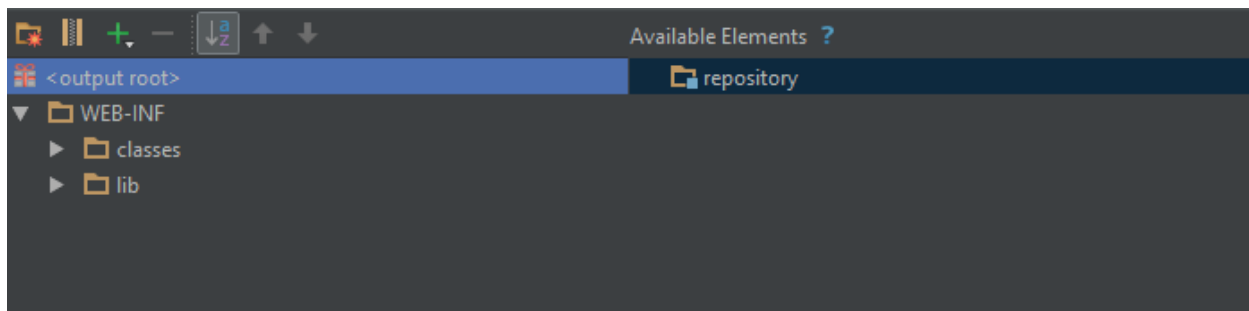 Available Elements ?
<output root>
repository
WEB-INF
classes
lib